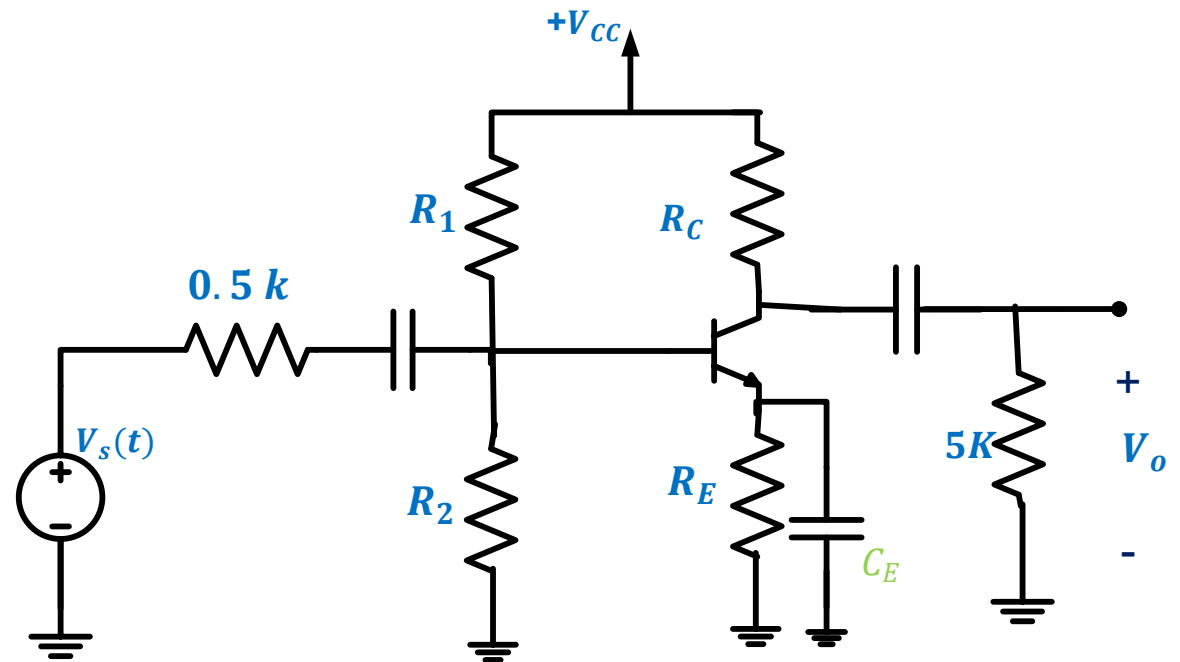 +V_CC
R_1
R_C
0.5 k
V_s(t)
+
-
R_2
R_E
C_E
5K
+
V_o
-